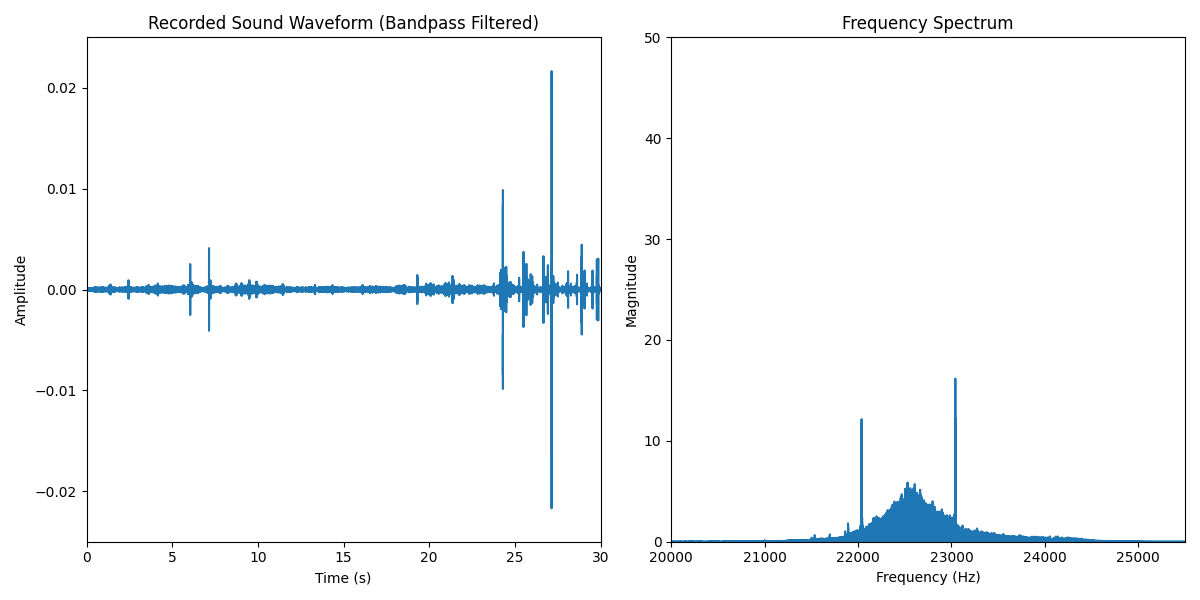 Recorded Sound Waveform (Bandpass Filtered)
Amplitude
0.02
0.01
0.00
−0.01
−0.02
0 5 10 15 20 25 30
Time (s)
Frequency Spectrum
Magnitude
50
40
30
20
10
0
20000 21000 22000 23000 24000 25000
Frequency (Hz)